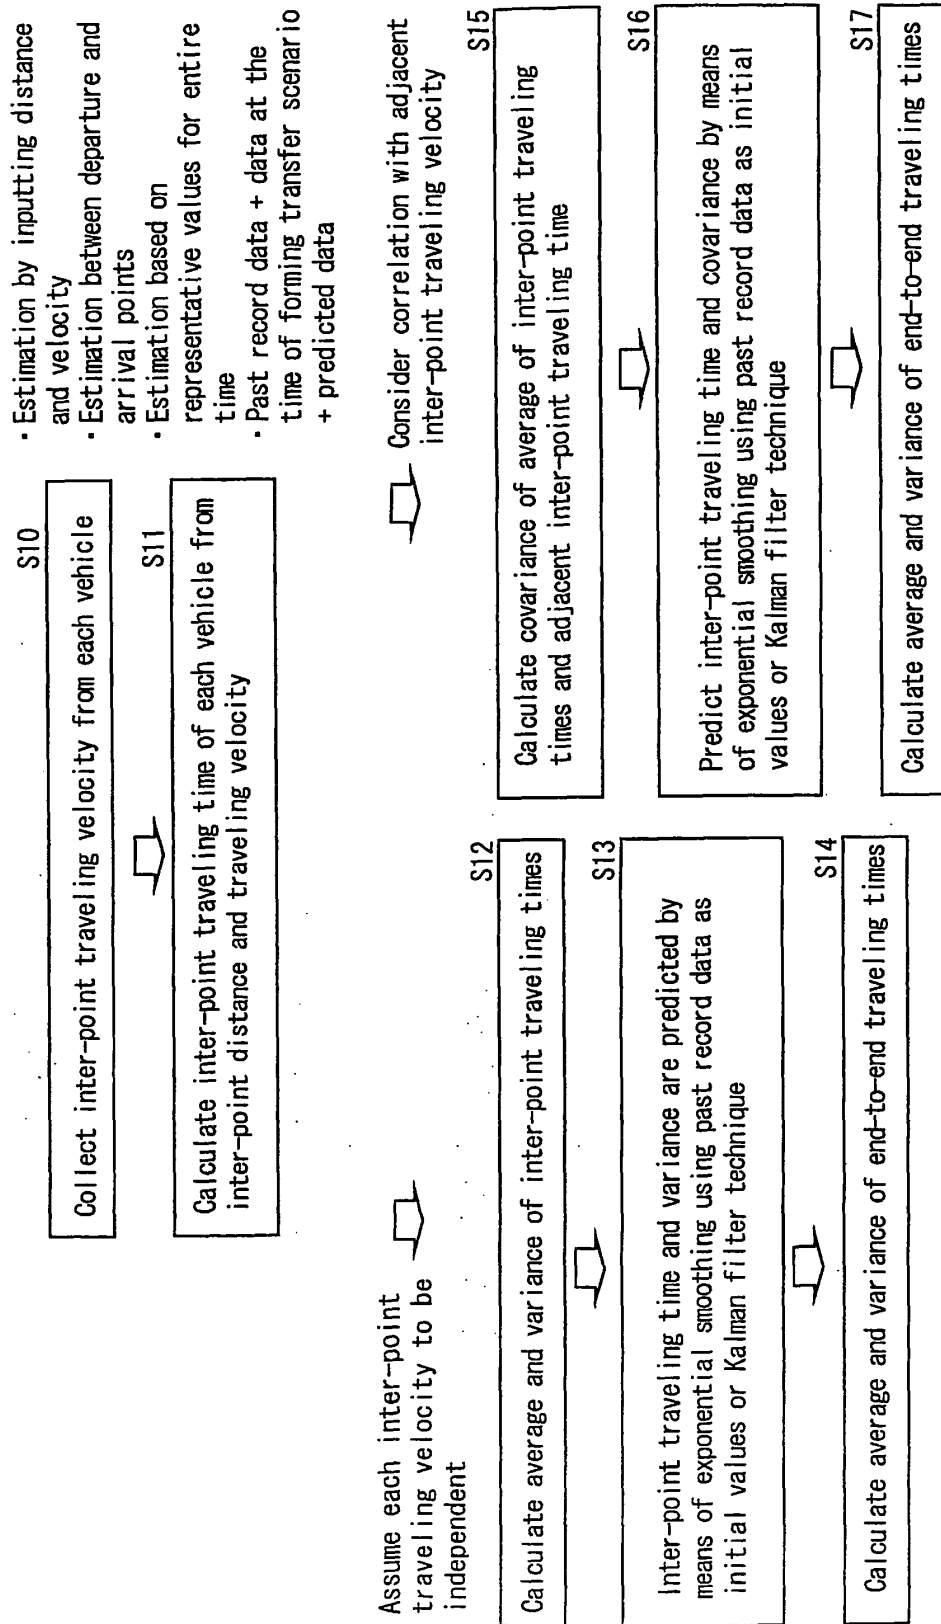 S10
Collect inter-point traveling velocity from each vehicle
S11
Calculate inter-point traveling time of each vehicle from
inter-point distance and traveling velocity
· Estimation by inputting distance
and velocity
· Estimation between departure and
arrival points
· Estimation based on
representative values for entire
time
· Past record data + data at the
time of forming transfer scenario
+ predicted data
Assume each inter-point
traveling velocity to be
independent
S12
Calculate average and variance of inter-point traveling times
S13
Inter-point traveling time and variance are predicted by
means of exponential smoothing using past record data as
initial values or Kalman filter technique
S14
Calculate average and variance of end-to-end traveling times
Consider correlation with adjacent
inter-point traveling velocity
S15
Calculate covariance of average of inter-point traveling
times and adjacent inter-point traveling time
S16
Predict inter-point traveling time and covariance by means
of exponential smoothing using past record data as initial
values or Kalman filter technique
S17
Calculate average and variance of end-to-end traveling times